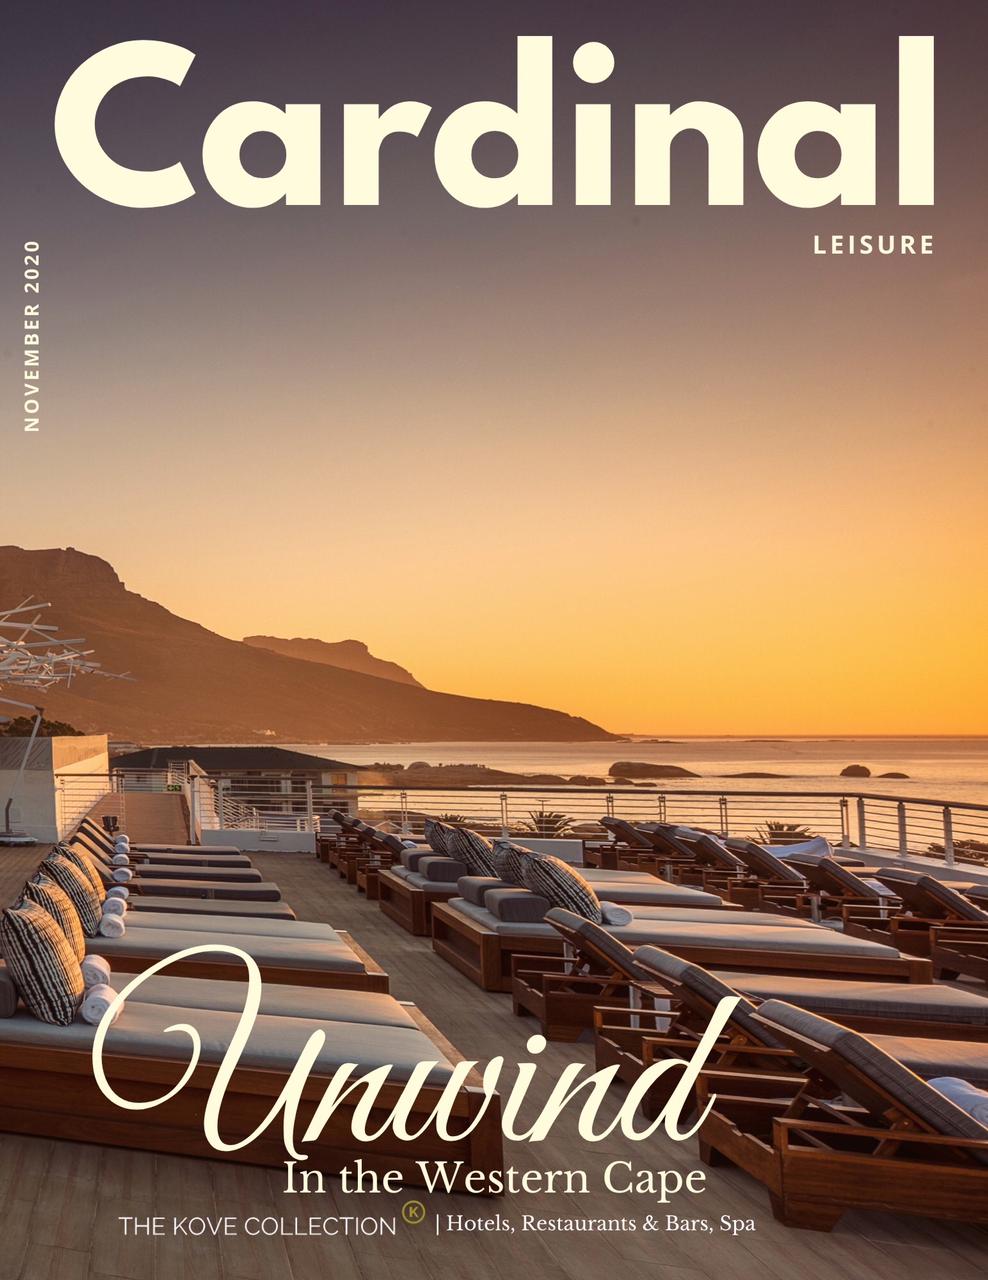 Cardinal
LEISURE
NOVEMBER 2020
Unwind
In the Western Cape
THE KOVE COLLECTION K | Hotels, Restaurants & Bars, Spa